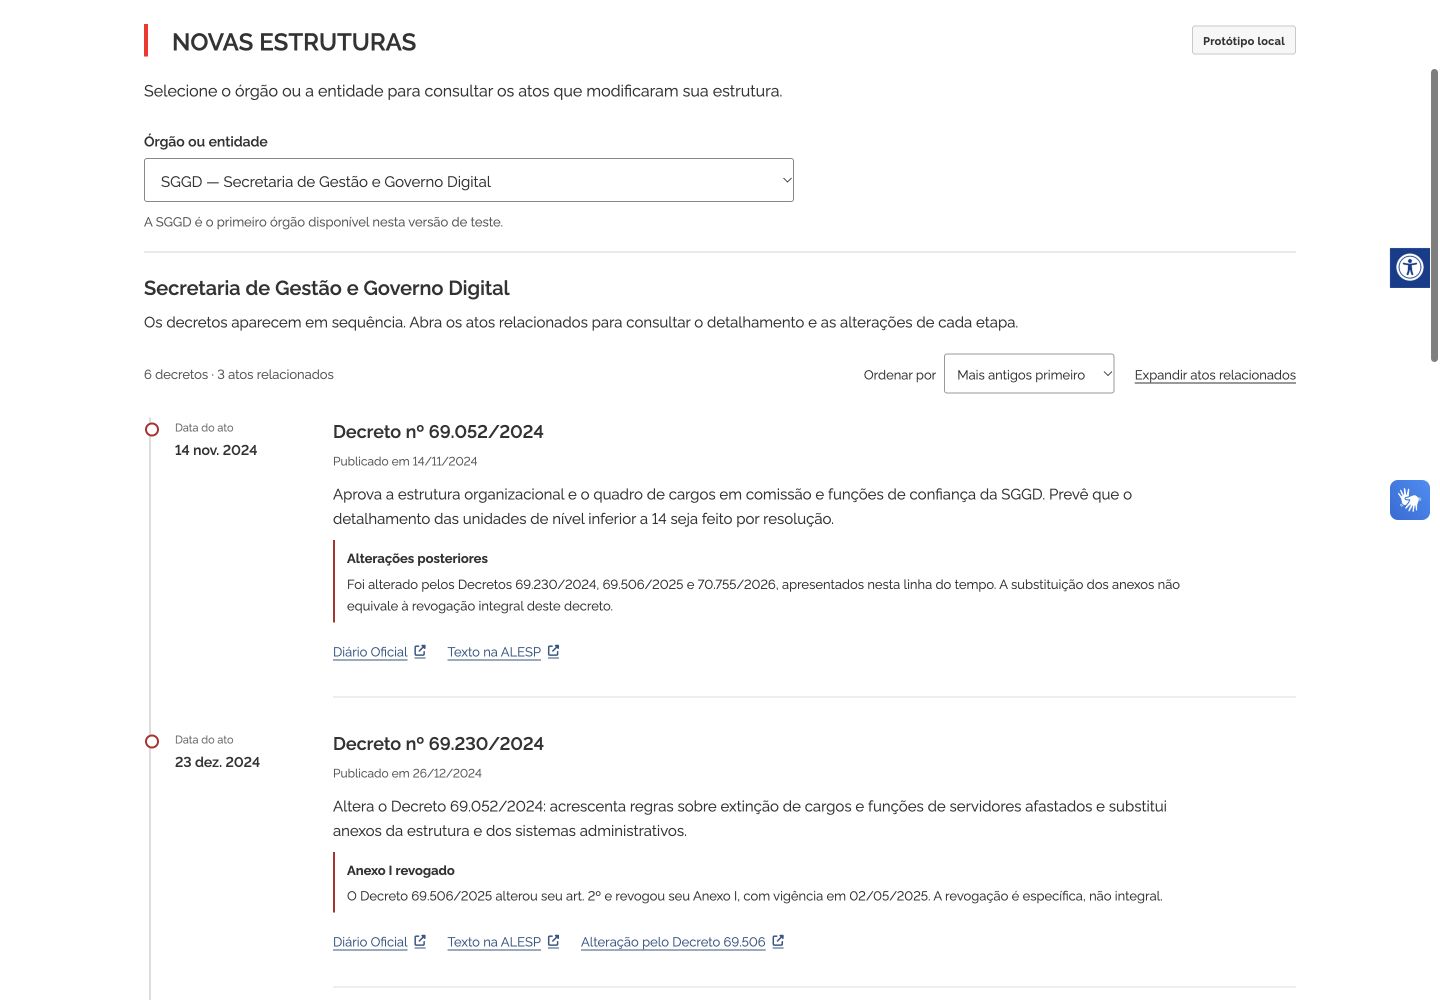 NOVAS ESTRUTURAS
Protótipo local
Selecione o órgão ou a entidade para consultar os atos que modificaram sua estrutura.
Órgão ou entidade
SGGD — Secretaria de Gestão e Governo Digital
A SGGD é o primeiro órgão disponível nesta versão de teste.
Secretaria de Gestão e Governo Digital
Os decretos aparecem em sequência. Abra os atos relacionados para consultar o detalhamento e as alterações de cada etapa.
6 decretos · 3 atos relacionados
Ordenar por
Mais antigos primeiro
Expandir atos relacionados
Data do ato
14 nov. 2024
Decreto nº 69.052/2024
Publicado em 14/11/2024
Aprova a estrutura organizacional e o quadro de cargos em comissão e funções de confiança da SGGD. Prevê que o
detalhamento das unidades de nível inferior a 14 seja feito por resolução.
Alterações posteriores
Foi alterado pelos Decretos 69.230/2024, 69.506/2025 e 70.755/2026, apresentados nesta linha do tempo. A substituição dos anexos não
equivale à revogação integral deste decreto.
Diário Oficial
Texto na ALESP
Data do ato
23 dez. 2024
Decreto nº 69.230/2024
Publicado em 26/12/2024
Altera o Decreto 69.052/2024: acrescenta regras sobre extinção de cargos e funções de servidores afastados e substitui
anexos da estrutura e dos sistemas administrativos.
Anexo I revogado
O Decreto 69.506/2025 alterou seu art. 2º e revogou seu Anexo I, com vigência em 02/05/2025. A revogação é específica, não integral.
Diário Oficial
Texto na ALESP
Alteração pelo Decreto 69.506